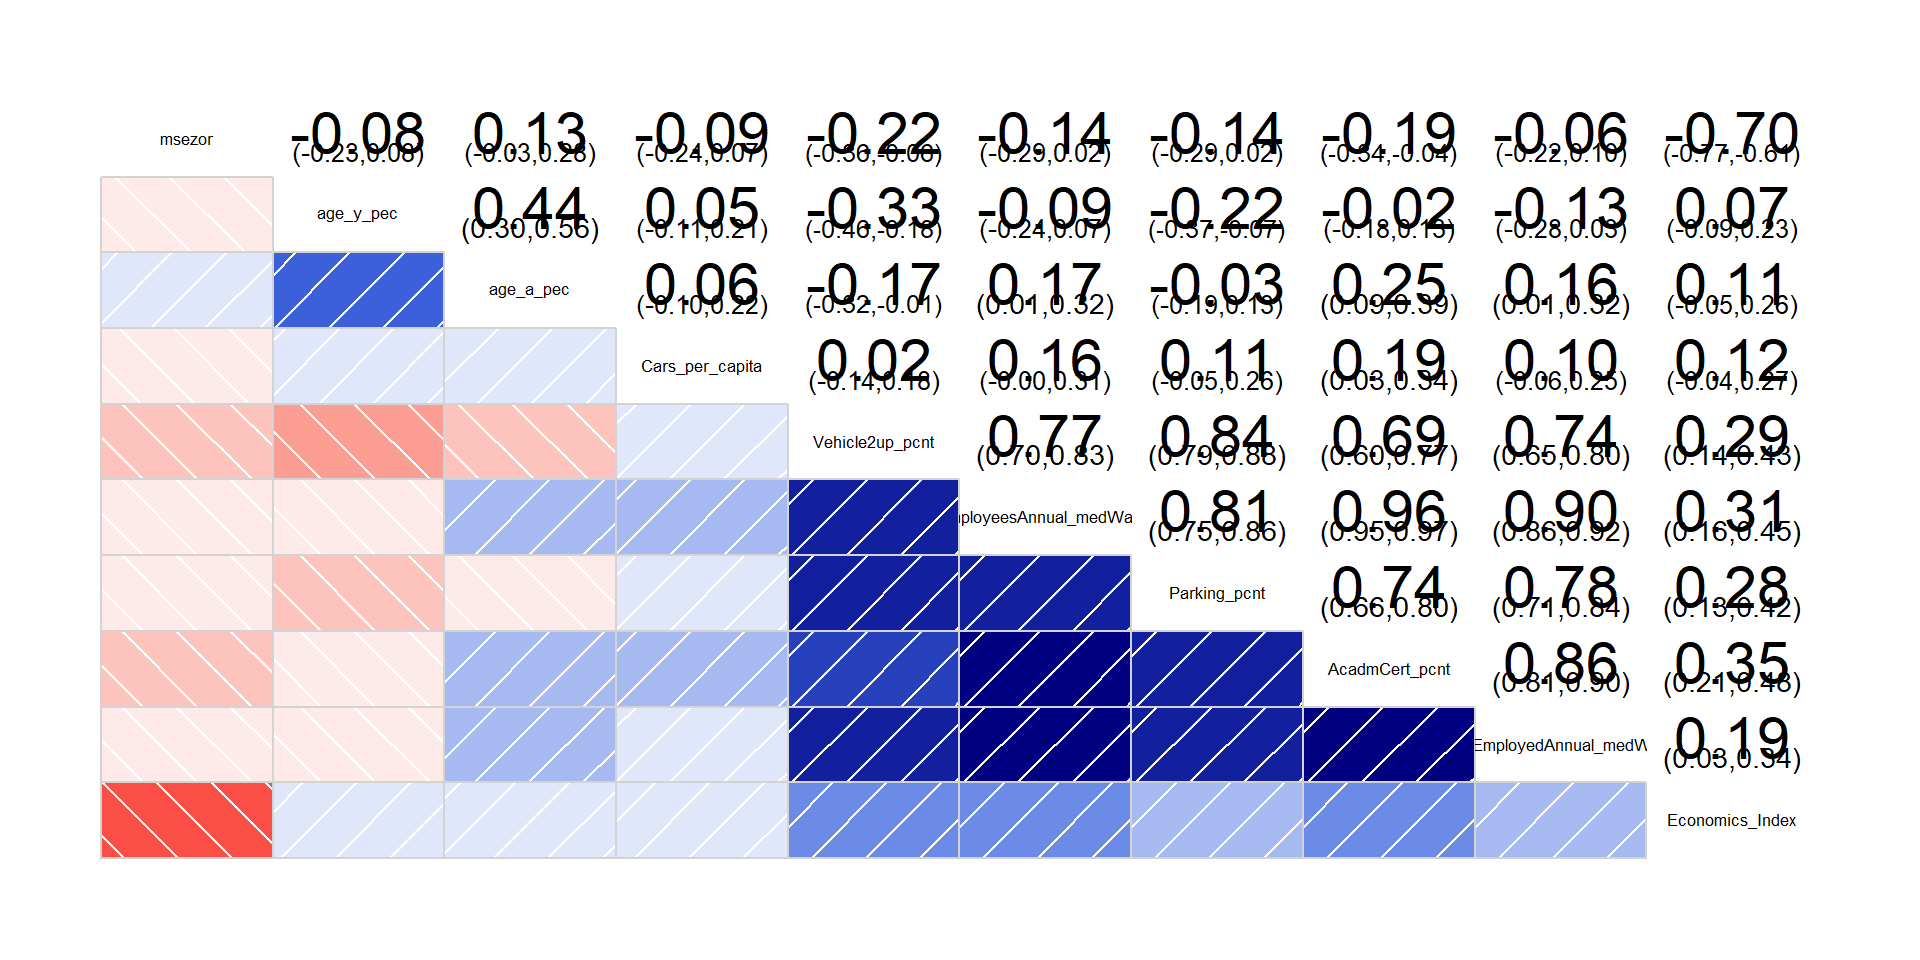 msezor -0.08 0.13 -0.09 -0.22 -0.14 -0.14 -0.19 -0.06 -0.70
(-0.23,0.08) (-0.03,0.28) (-0.24,0.07) (-0.36,-0.06) (-0.29,0.02) (-0.29,0.02) (-0.34,-0.04) (-0.22,0.10) (-0.77,-0.61)
age_y_pec 0.44 0.05 -0.33 -0.09 -0.22 -0.02 -0.13 0.07
(0.30,0.56) (-0.11,0.21) (-0.46,-0.18) (-0.24,0.07) (-0.37,-0.07) (-0.18,0.13) (-0.28,0.03) (-0.09,0.23)
age_a_pec 0.06 -0.17 0.17 -0.03 0.25 0.16 0.11
(-0.10,0.22) (-0.32,-0.01) (0.01,0.32) (-0.19,0.13) (0.09,0.39) (0.01,0.32) (-0.05,0.26)
Cars_per_capita 0.02 0.16 0.11 0.19 0.10 0.12
(-0.14,0.18) (-0.00,0.31) (-0.05,0.26) (0.03,0.34) (-0.06,0.25) (-0.04,0.27)
Vehicle2up_pcnt 0.77 0.84 0.69 0.74 0.29
(0.70,0.83) (0.79,0.88) (0.60,0.77) (0.65,0.80) (0.14,0.43)
ployeesAnnual_medWa 0.81 0.96 0.90 0.31
(0.75,0.86) (0.95,0.97) (0.86,0.92) (0.16,0.45)
Parking_pcnt 0.74 0.78 0.28
(0.66,0.80) (0.71,0.84) (0.13,0.42)
AcadmCert_pcnt 0.86 0.35
(0.81,0.90) (0.21,0.48)
EmployedAnnual_medW 0.19
(0.03,0.34)
Economics_Index